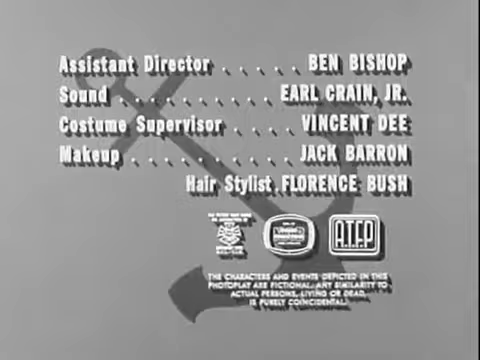 Assistant Director . . . . . BEN BISHOP
Sound . . . . . . . . . EARL CRAIN, JR.
Costume Supervisor . . . . VINCENT DEE
Makeup . . . . . . . . . . JACK BARRON
Hair Stylist . FLORENCE BUSH
A.T.F.P
THE CHARACTERS AND EVENTS DEPICTED IN THIS
PHOTOPLAY ARE FICTIONAL. ANY SIMILARITY TO
ACTUAL PERSONS, LIVING OR DEAD,
IS PURELY COINCIDENTAL.